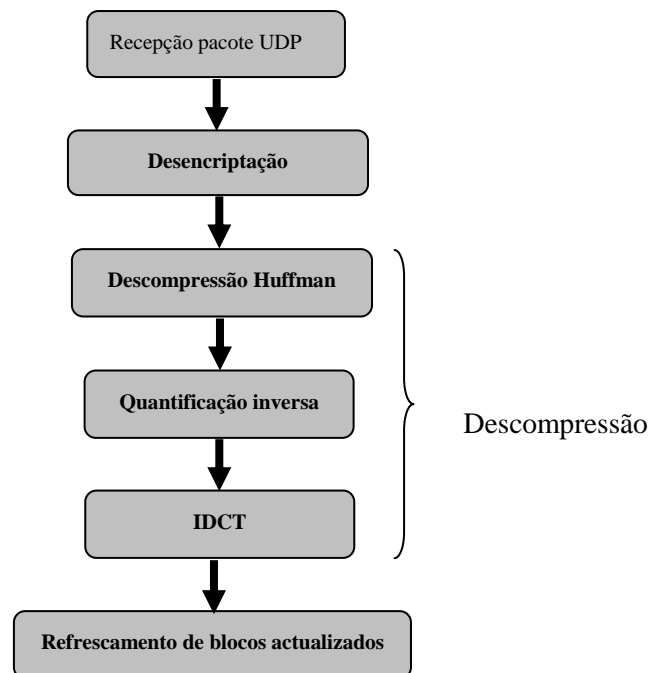 Recepção pacote UDP
Desencriptação
Descompressão Huffman
Quantificação inversa
Descompressão
IDCT
Refrescamento de blocos actualizados